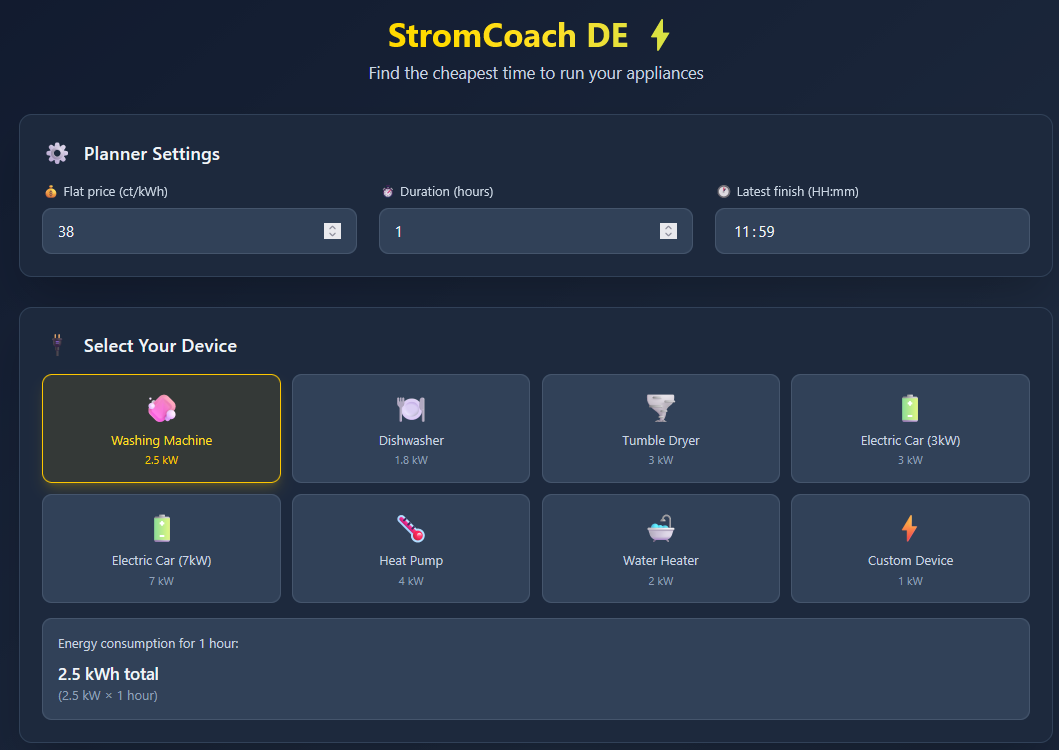 StromCoach DE
Find the cheapest time to run your appliances
Planner Settings
Flat price (ct/kWh)
Duration (hours)
Latest finish (HH:mm)
38
1
11:59
Select Your Device
Washing Machine
2.5 kW
Dishwasher
1.8 kW
Tumble Dryer
3 kW
Electric Car (3kW)
3 kW
Electric Car (7kW)
7 kW
Heat Pump
4 kW
Water Heater
2 kW
Custom Device
1 kW
Energy consumption for 1 hour:
2.5 kWh total
(2.5 kW × 1 hour)